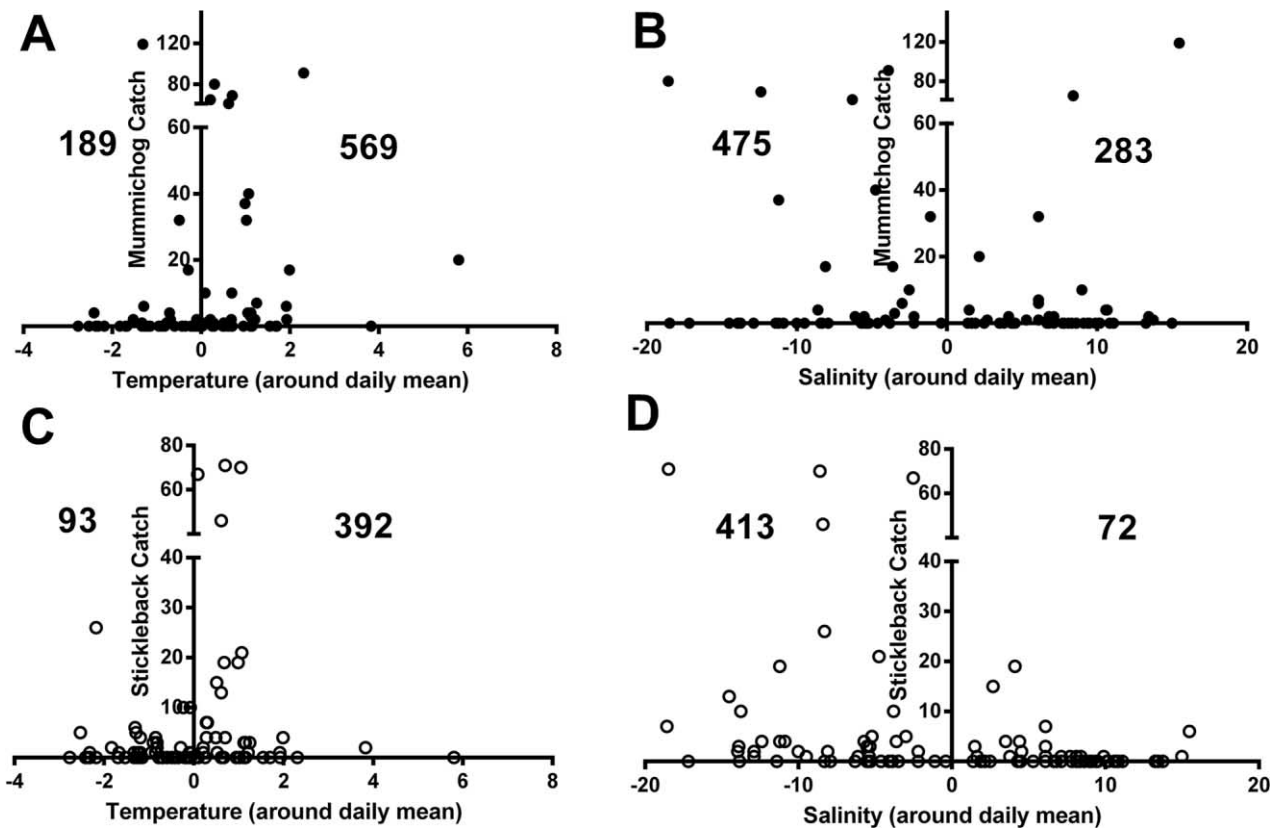 A
Mummichog Catch
120
80
60
40
20
189
569
-4 -2 0 2 4 6 8
Temperature (around daily mean)
B
Mummichog Catch
120
80
60
40
20
475
283
-20 -10 0 10 20
Salinity (around daily mean)
C
Stickleback Catch
80
60
40
30
20
10
93
392
-4 -2 0 2 4 6 8
Temperature (around daily mean)
D
Stickleback Catch
80
60
40
30
20
10
413
72
-20 -10 0 10 20
Salinity (around daily mean)